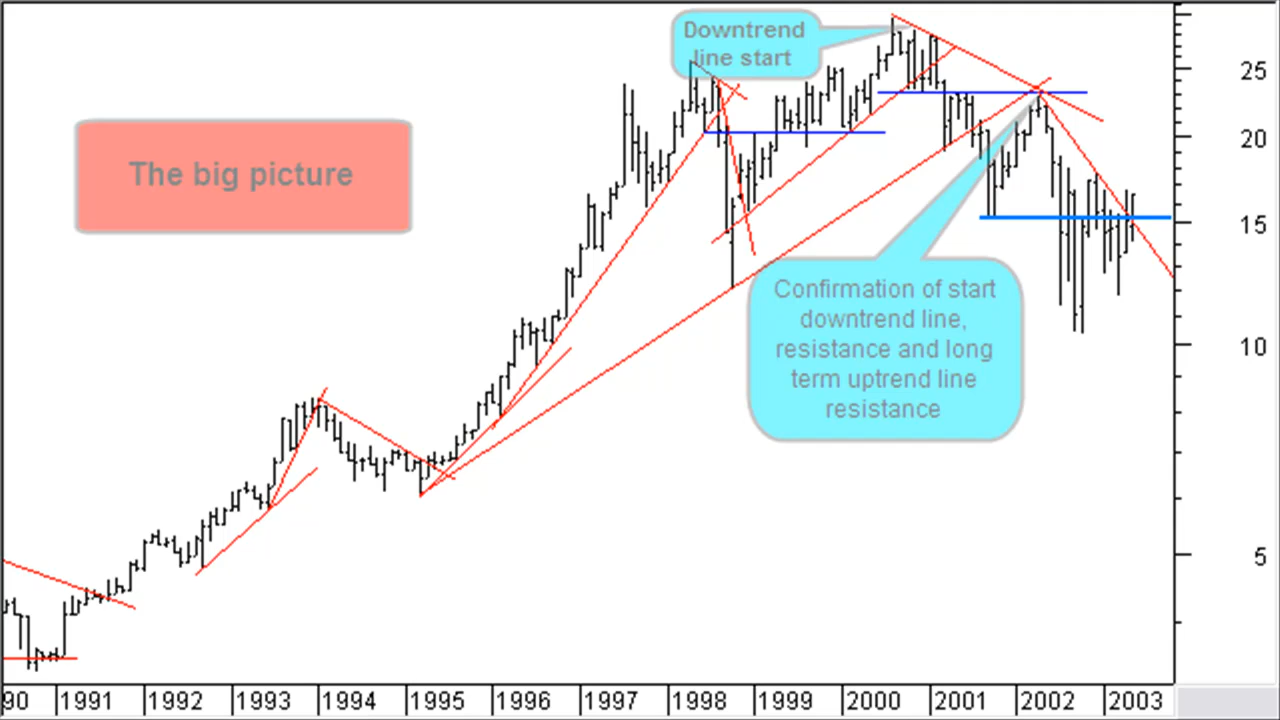 Downtrend
line start
The big picture
Confirmation of start
downtrend line,
resistance and long
term uptrend line
resistance
25
20
15
10
5
90 1991 1992 1993 1994 1995 1996 1997 1998 1999 2000 2001 2002 2003